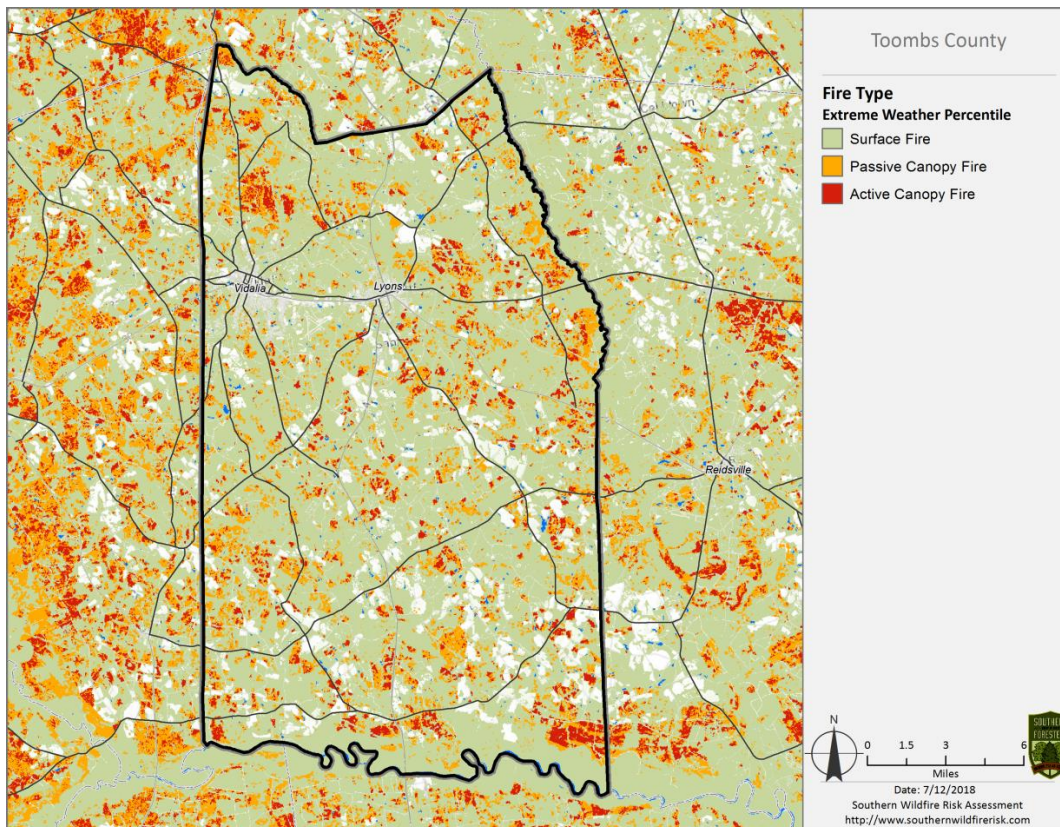 Toombs County
Fire Type
Extreme Weather Percentile
Surface Fire
Passive Canopy Fire
Active Canopy Fire
Vidalia
Lyons
Reidsville
N
0 1.5 3 6
Miles
Date: 7/12/2018
Southern Wildfire Risk Assessment
http://www.southernwildfirerisk.com